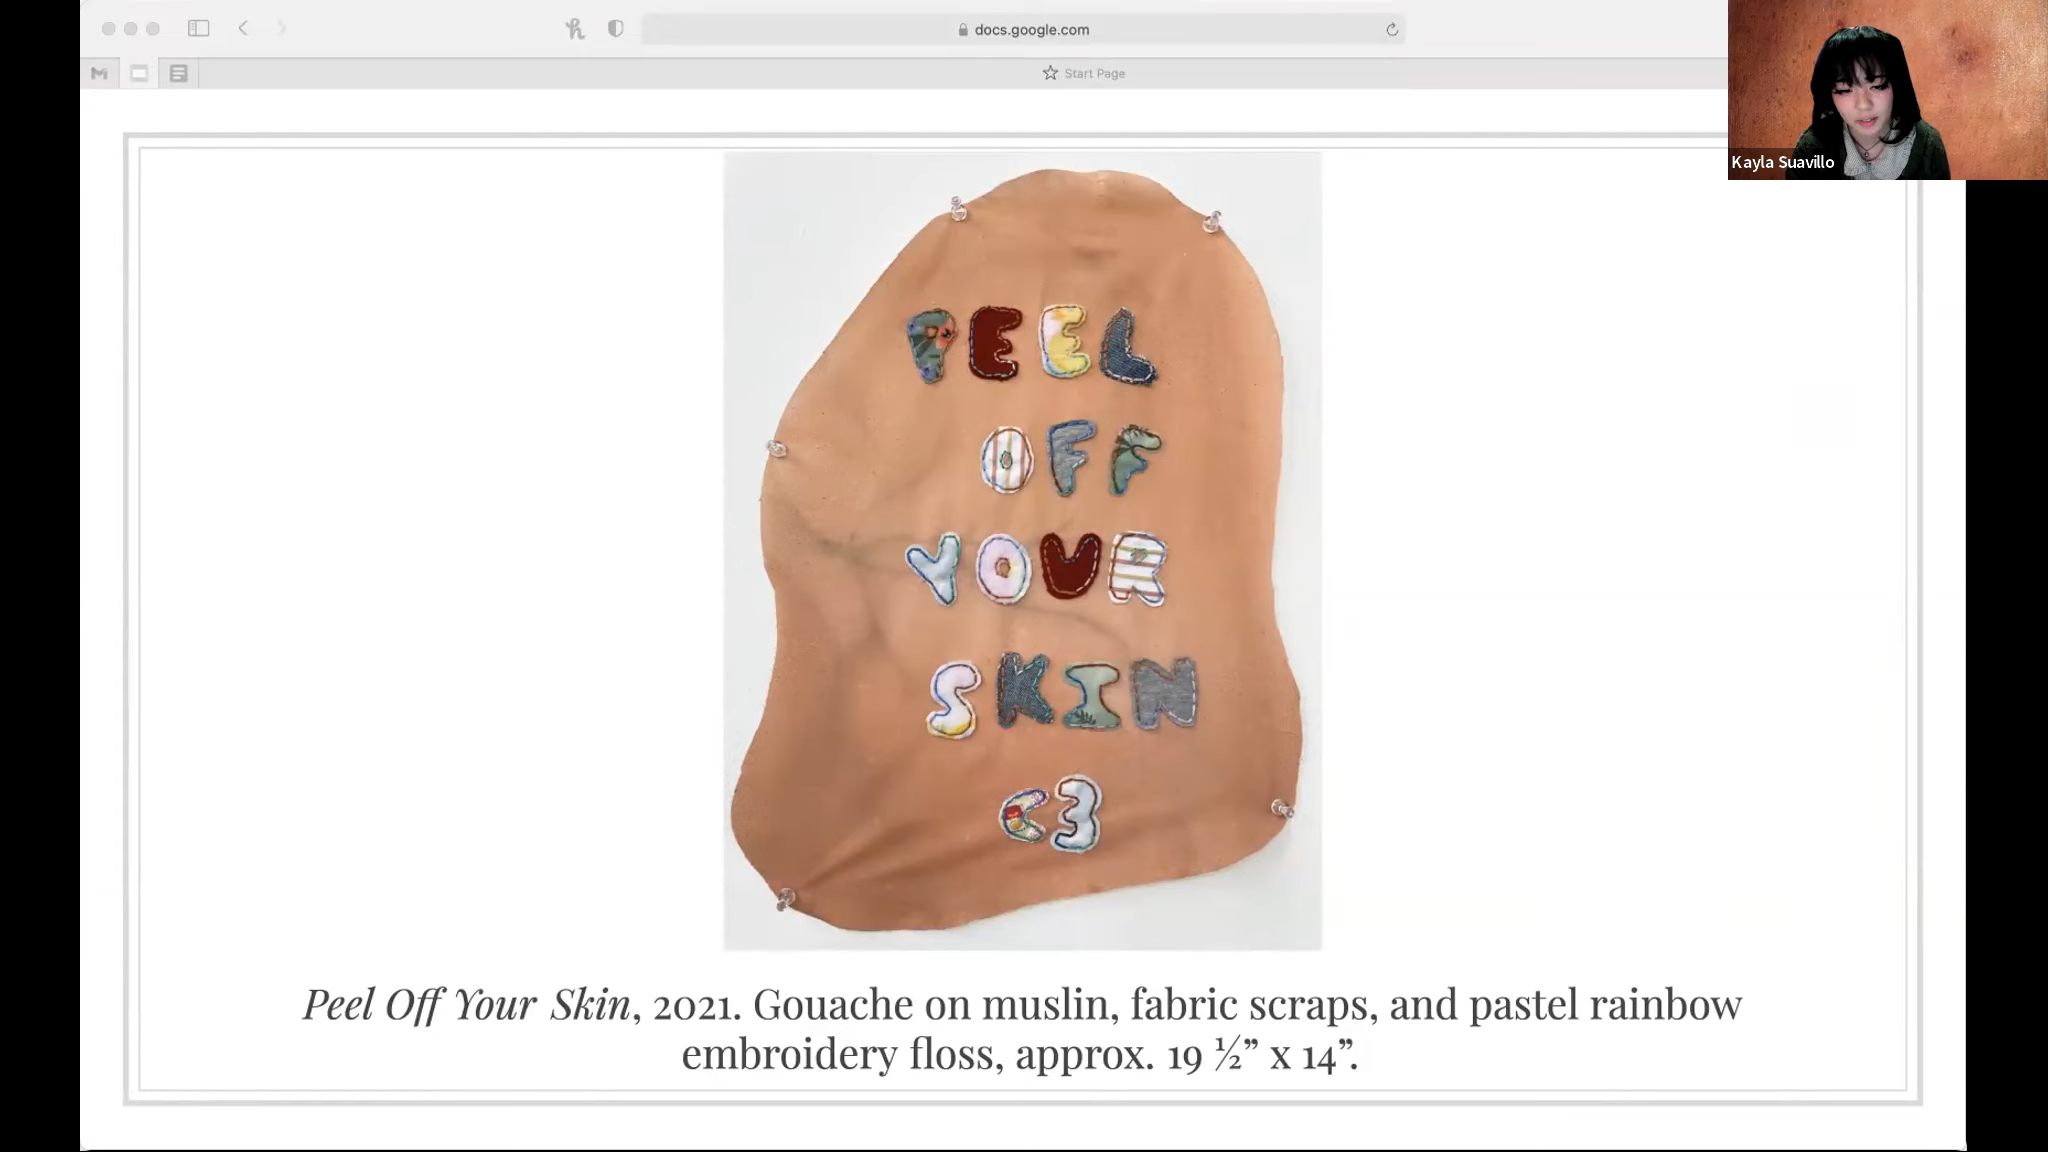 docs.google.com
Start Page
Kayla Suavillo
PEEL
OFF
YOUR
SKIN
<3
Peel Off Your Skin, 2021. Gouache on muslin, fabric scraps, and pastel rainbow
embroidery floss, approx. 19 ½” x 14”.